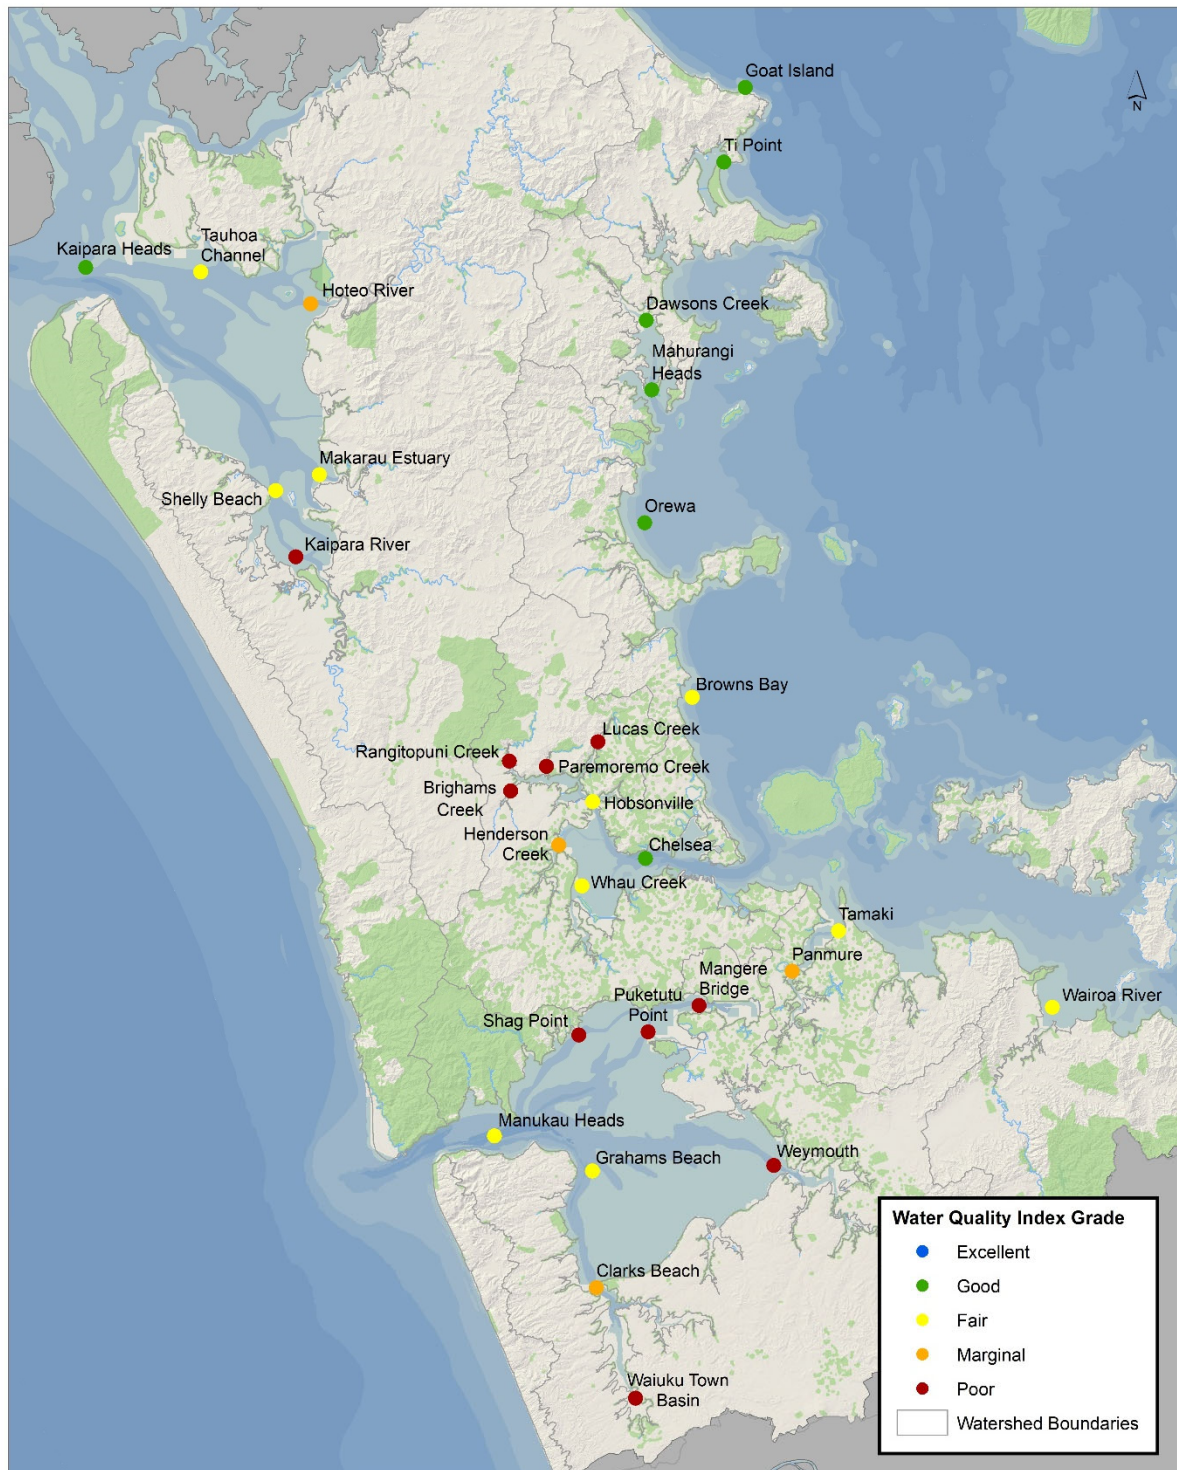 Goat Island
N
Ti Point
Kaipara Heads
Tauhoa
Channel
Hoteo River
Dawsons Creek
Mahurangi
Heads
Makarau Estuary
Shelly Beach
Orewa
Kaipara River
Browns Bay
Lucas Creek
Rangitopuni Creek
Paremoremo Creek
Brighams
Creek
Hobsonville
Henderson
Creek
Chelsea
Whau Creek
Tamaki
Panmure
Mangere
Bridge
Wairoa River
Puketutu
Point
Shag Point
Manukau Heads
Grahams Beach
Weymouth
Clarks Beach
Waiuku Town
Basin
Water Quality Index Grade
Excellent
Good
Fair
Marginal
Poor
Watershed Boundaries